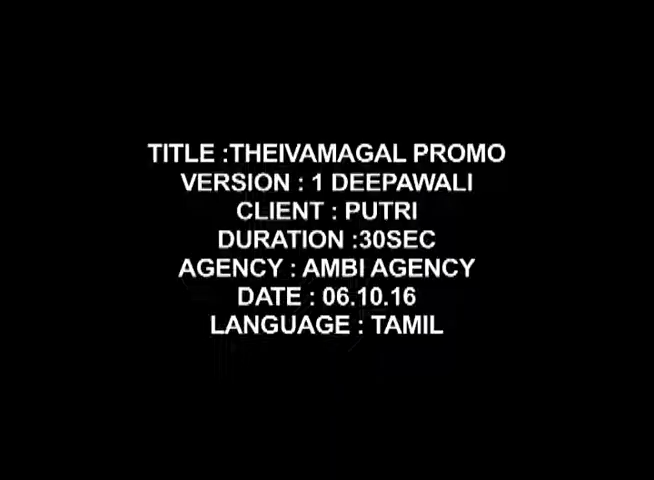 TITLE :THEIVAMAGAL PROMO
VERSION : 1 DEEPAWALI
CLIENT : PUTRI
DURATION :30SEC
AGENCY : AMBI AGENCY
DATE : 06.10.16
LANGUAGE : TAMIL